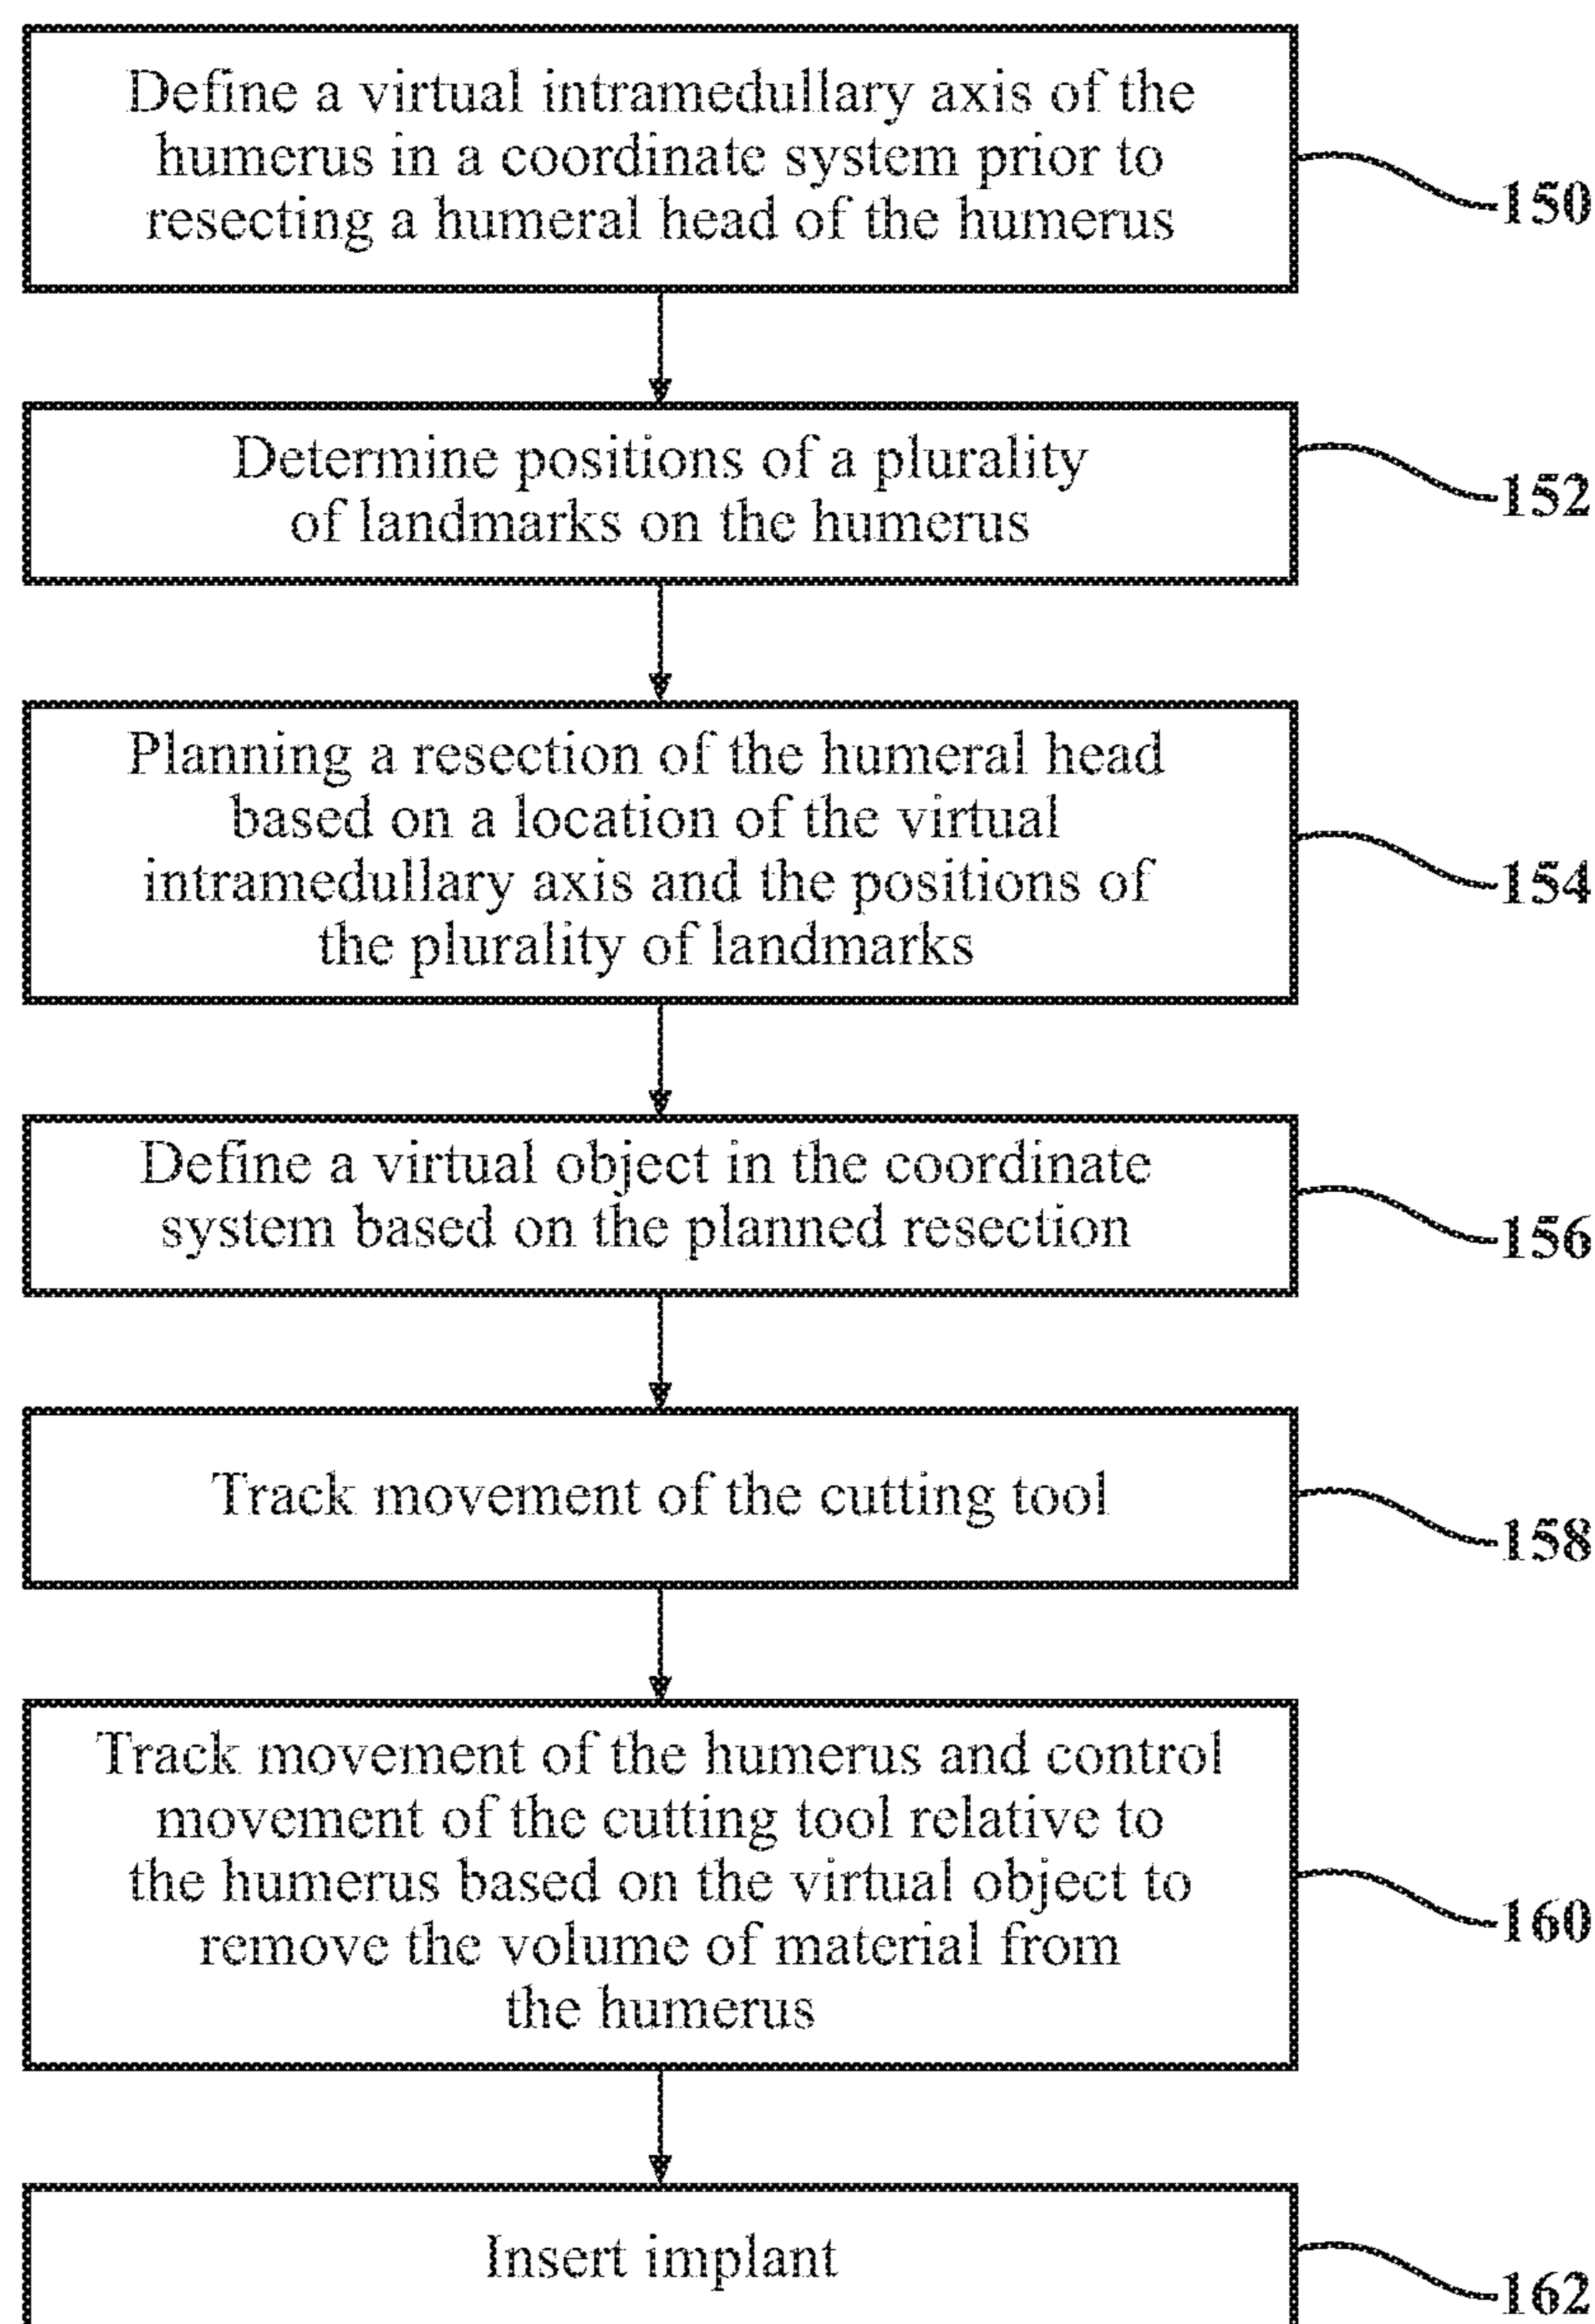 Define a virtual intramedullary axis of the
humerus in a coordinate system prior to
resecting a humeral head of the humerus
150
Determine positions of a plurality
of landmarks on the humerus
152
Planning a resection of the humeral head
based on a location of the virtual
intramedullary axis and the positions of
the plurality of landmarks
154
Define a virtual object in the coordinate
system based on the planned resection
156
Track movement of the cutting tool
158
Track movement of the humerus and control
movement of the cutting tool relative to
the humerus based on the virtual object to
remove the volume of material from
the humerus
160
Insert implant
162